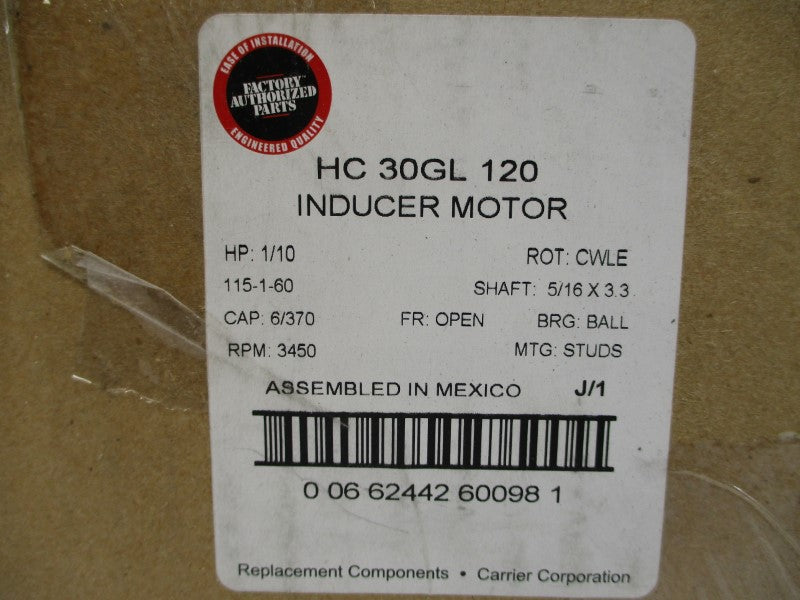 EASE OF INSTALLATION
FACTORY™
AUTHORIZED
PARTS
ENGINEERED QUALITY
HC 30GL 120
INDUCER MOTOR
HP: 1/10 ROT: CWLE
115-1-60 SHAFT: 5/16 X 3.3
CAP: 6/370 FR: OPEN BRG: BALL
RPM: 3450 MTG: STUDS
ASSEMBLED IN MEXICO J/1
0 06 62442 60098 1
Replacement Components • Carrier Corporation